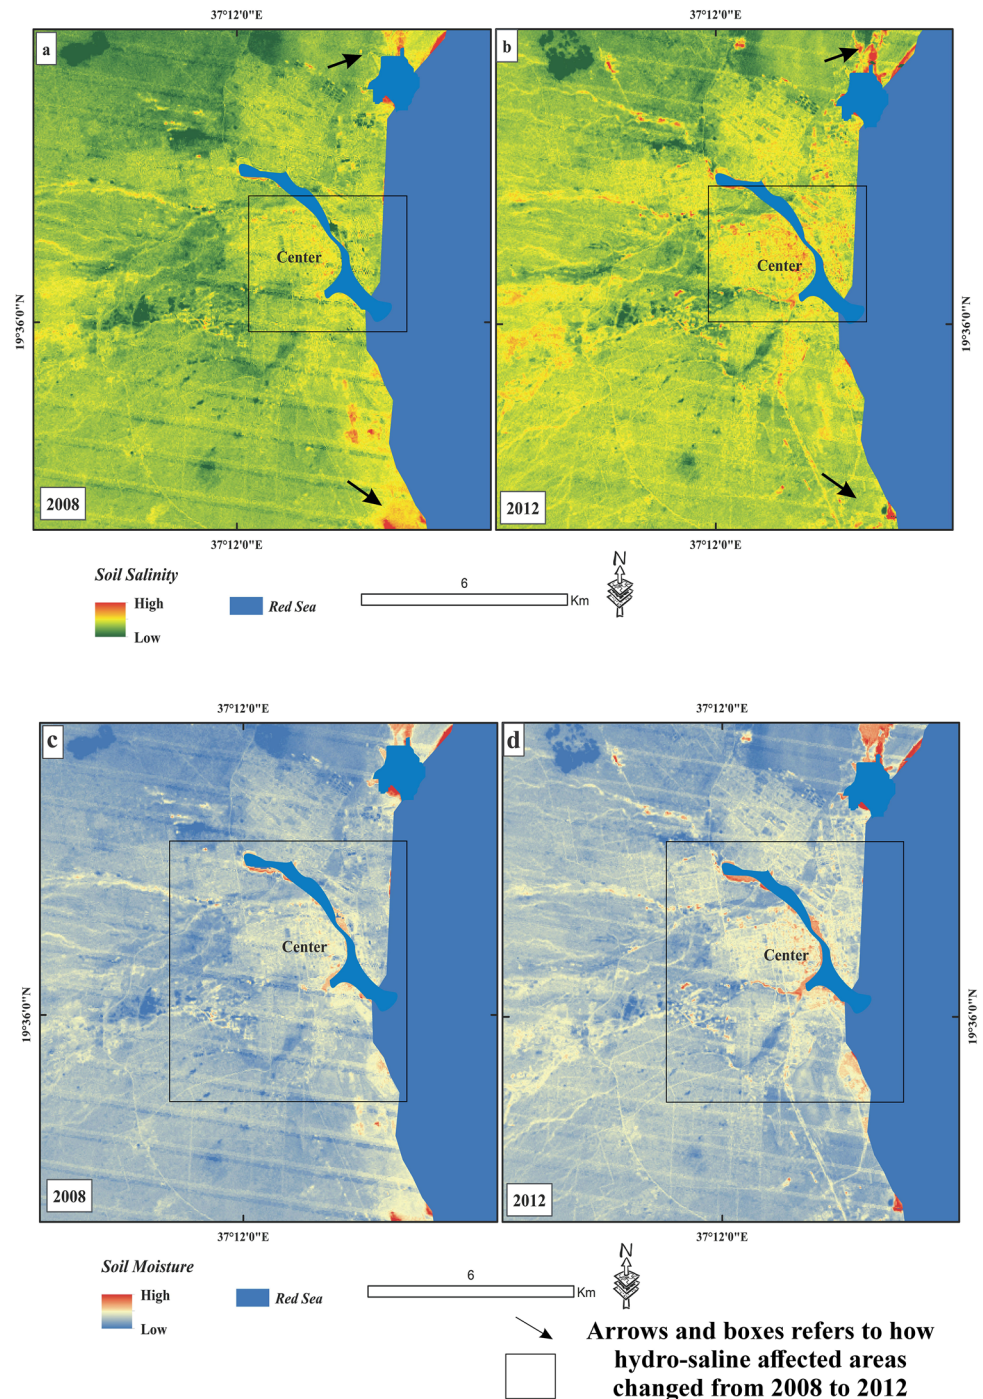 37°12'0"E 37°12'0"E
a b
Center Center
19°36'0"N 19°36'0"N
2008 2012
37°12'0"E 37°12'0"E
Soil Salinity
High
Low
Red Sea
6
Km
N
37°12'0"E 37°12'0"E
c d
Center Center
19°36'0"N 19°36'0"N
2008 2012
37°12'0"E 37°12'0"E
Soil Moisture
High
Low
Red Sea
6
Km
N
Arrows and boxes refers to how
hydro-saline affected areas
changed from 2008 to 2012